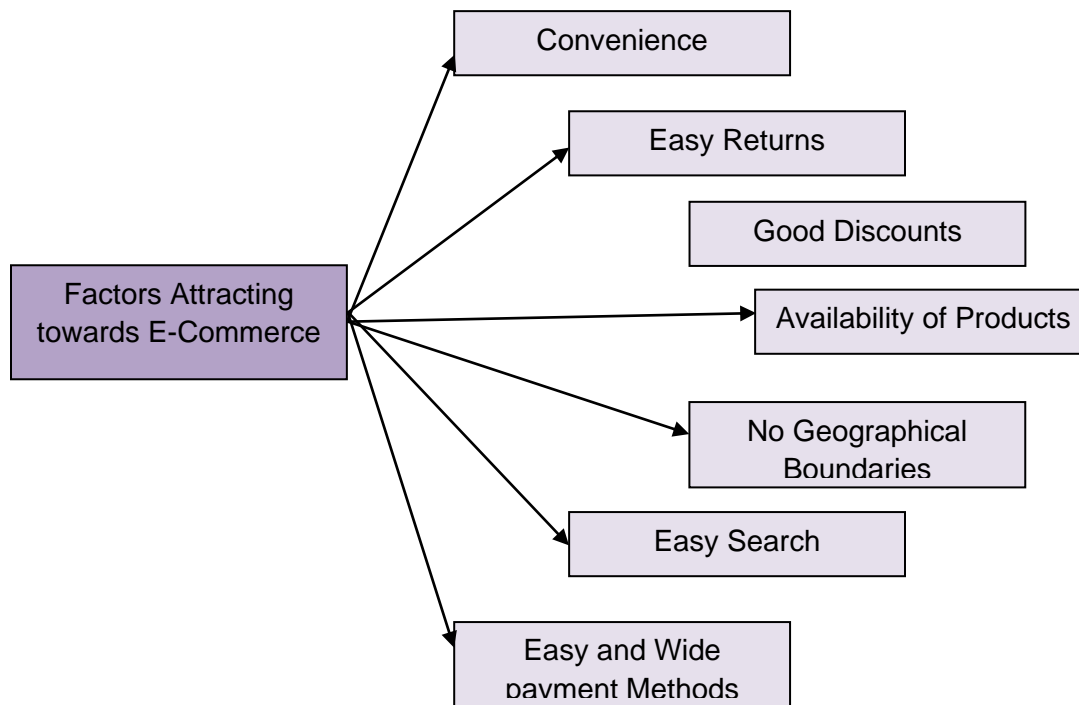 Convenience
Easy Returns
Good Discounts
Factors Attracting
towards E-Commerce
Availability of Products
No Geographical
Boundaries
Easy Search
Easy and Wide
payment Methods